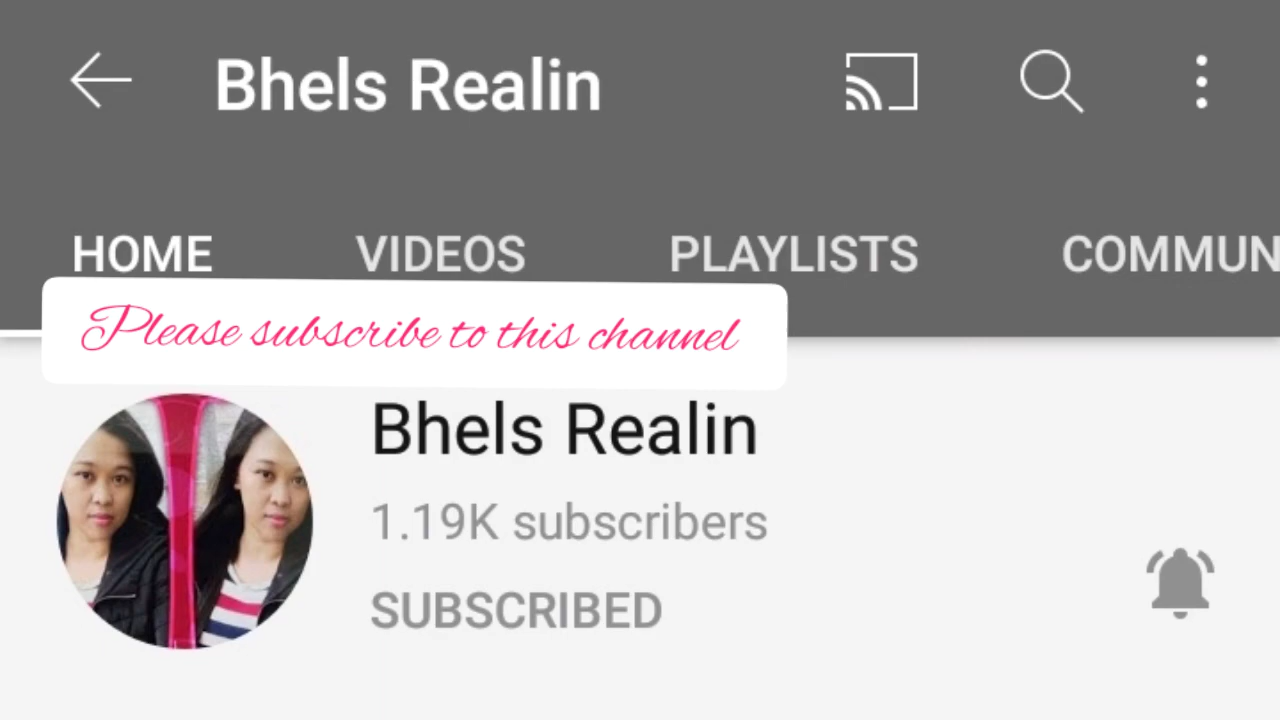 Bhels Realin
HOME VIDEOS PLAYLISTS COMMUN
Please subscribe to this channel
Bhels Realin
1.19K subscribers
SUBSCRIBED